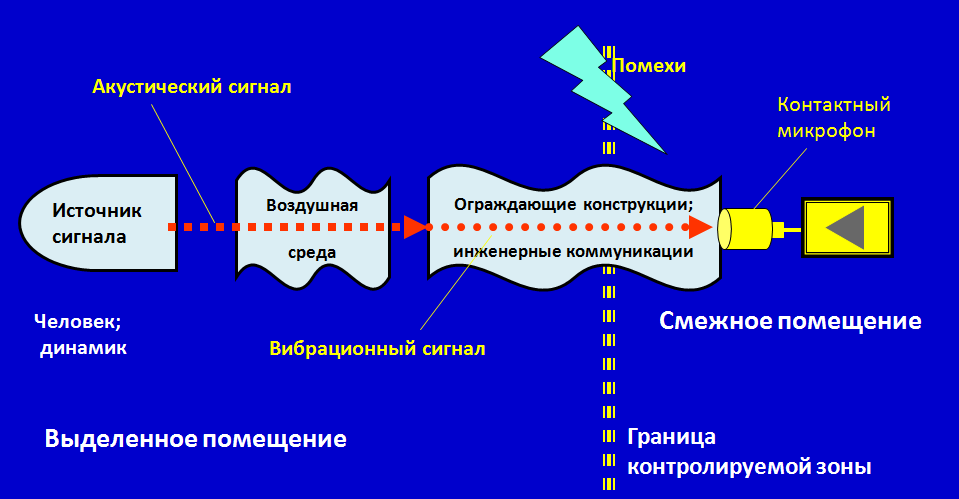 Помехи
Акустический сигнал
Контактный
микрофон
Источник
сигнала
Воздушная
среда
Ограждающие конструкции;
инженерные коммуникации
Человек;
динамик
Вибрационный сигнал
Смежное помещение
Выделенное помещение
Граница
контролируемой зоны